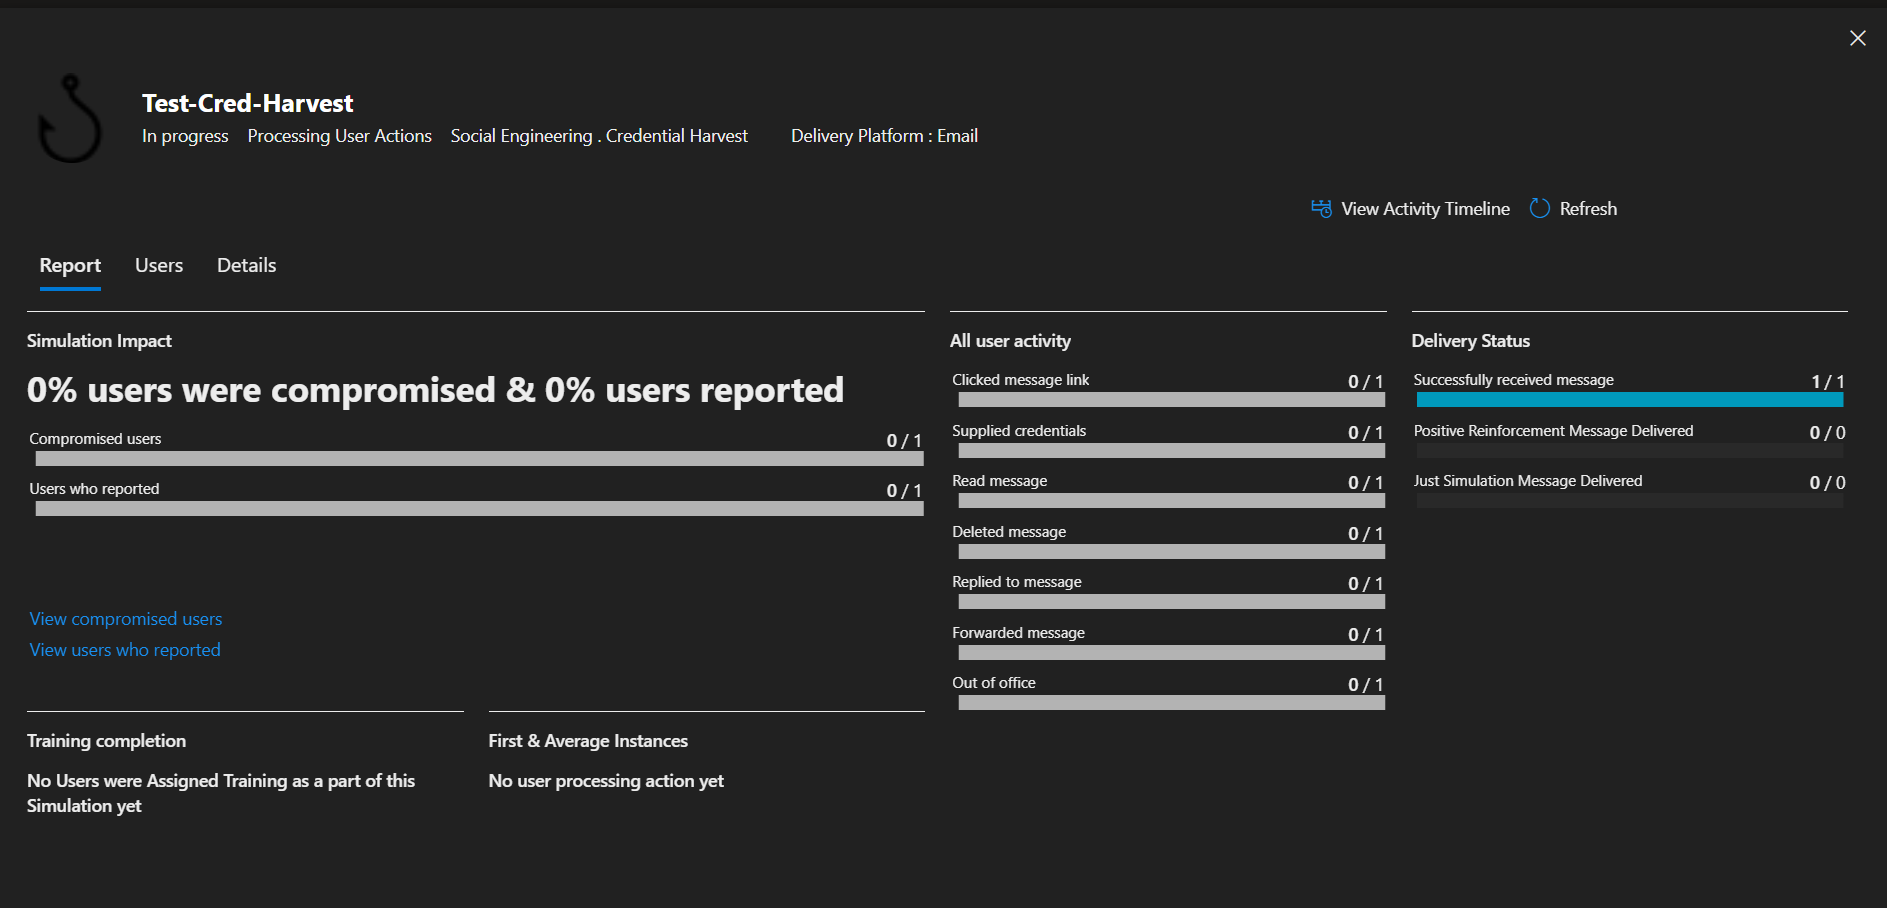 Test-Cred-Harvest
In progress Processing User Actions Social Engineering . Credential Harvest Delivery Platform : Email
View Activity Timeline Refresh
Report Users Details
Simulation Impact
0% users were compromised & 0% users reported
Compromised users 0 / 1
Users who reported 0 / 1
View compromised users
View users who reported
Training completion
No Users were Assigned Training as a part of this
Simulation yet
First & Average Instances
No user processing action yet
All user activity
Clicked message link 0 / 1
Supplied credentials 0 / 1
Read message 0 / 1
Deleted message 0 / 1
Replied to message 0 / 1
Forwarded message 0 / 1
Out of office 0 / 1
Delivery Status
Successfully received message 1 / 1
Positive Reinforcement Message Delivered 0 / 0
Just Simulation Message Delivered 0 / 0